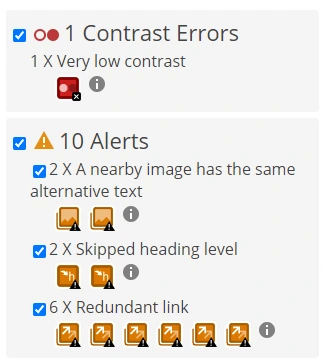 1 Contrast Errors
1 X Very low contrast
10 Alerts
2 X A nearby image has the same
alternative text
2 X Skipped heading level
h h
6 X Redundant link